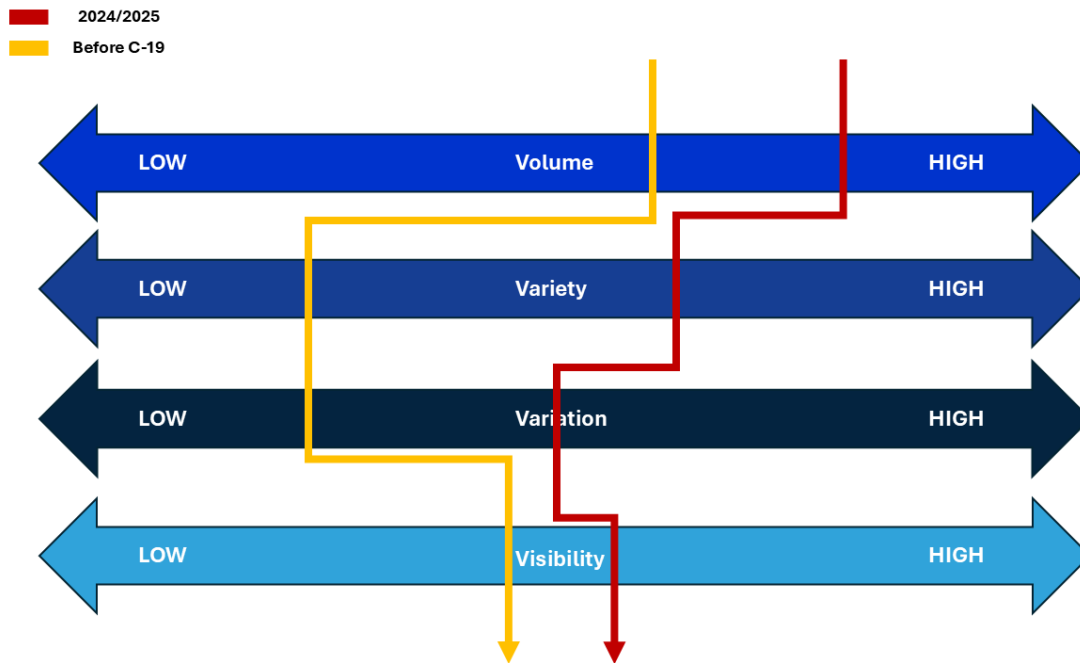 2024/2025
Before C-19
LOW Volume HIGH
LOW Variety HIGH
LOW Variation HIGH
LOW Visibility HIGH